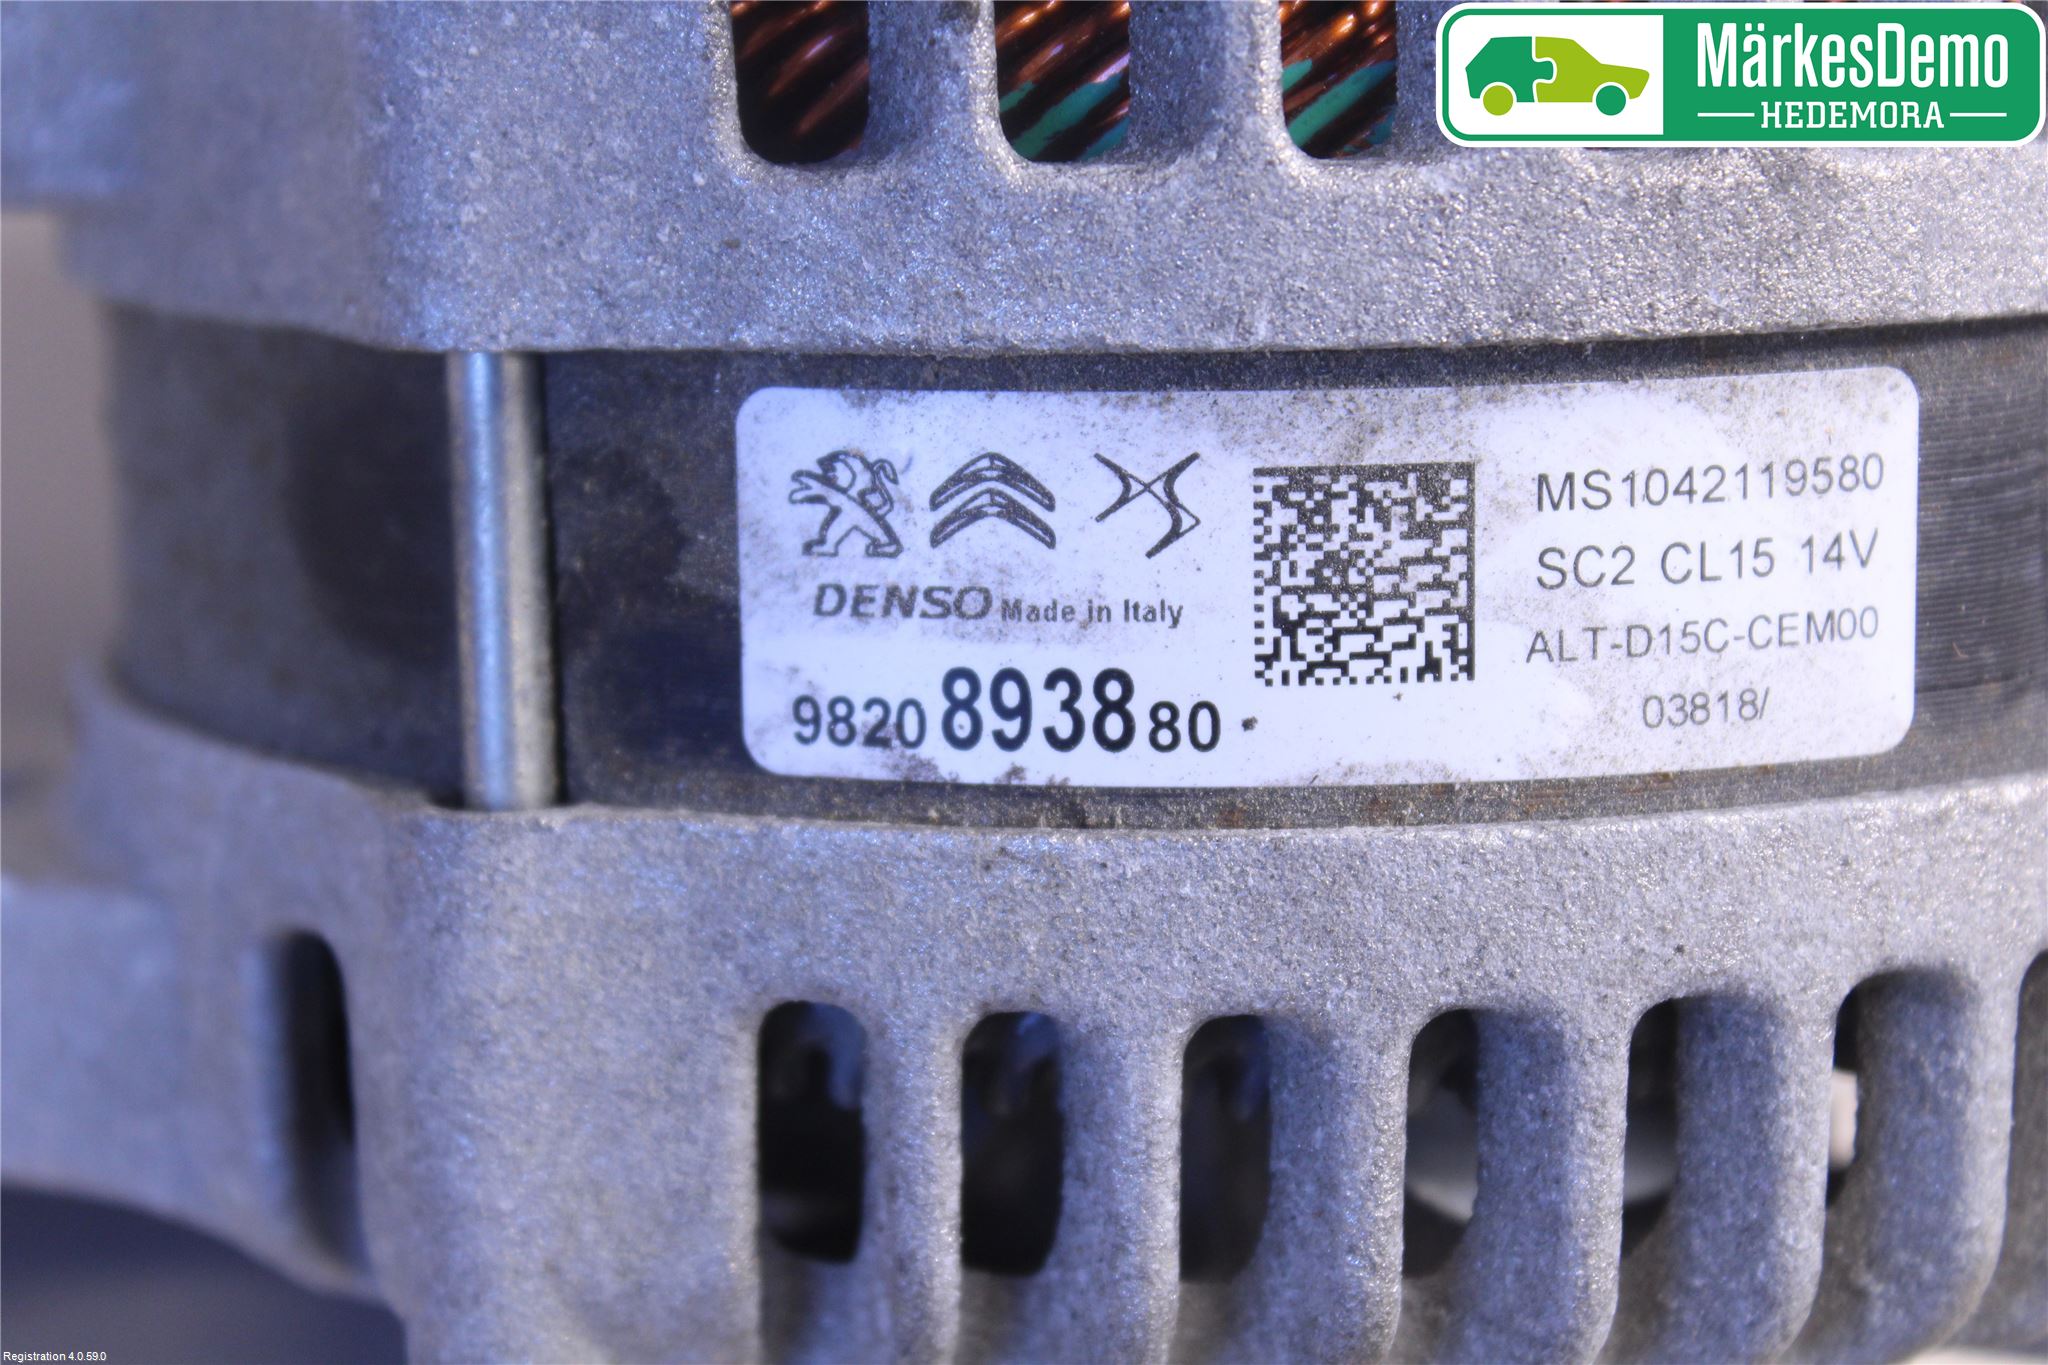 MärkesDemo
HEDEMORA
MS1042119580
SC2 CL15 14V
DENSO Made in Italy
ALT-D15C-CEM00
9820893880
03818/
Registration 4.0.59.0